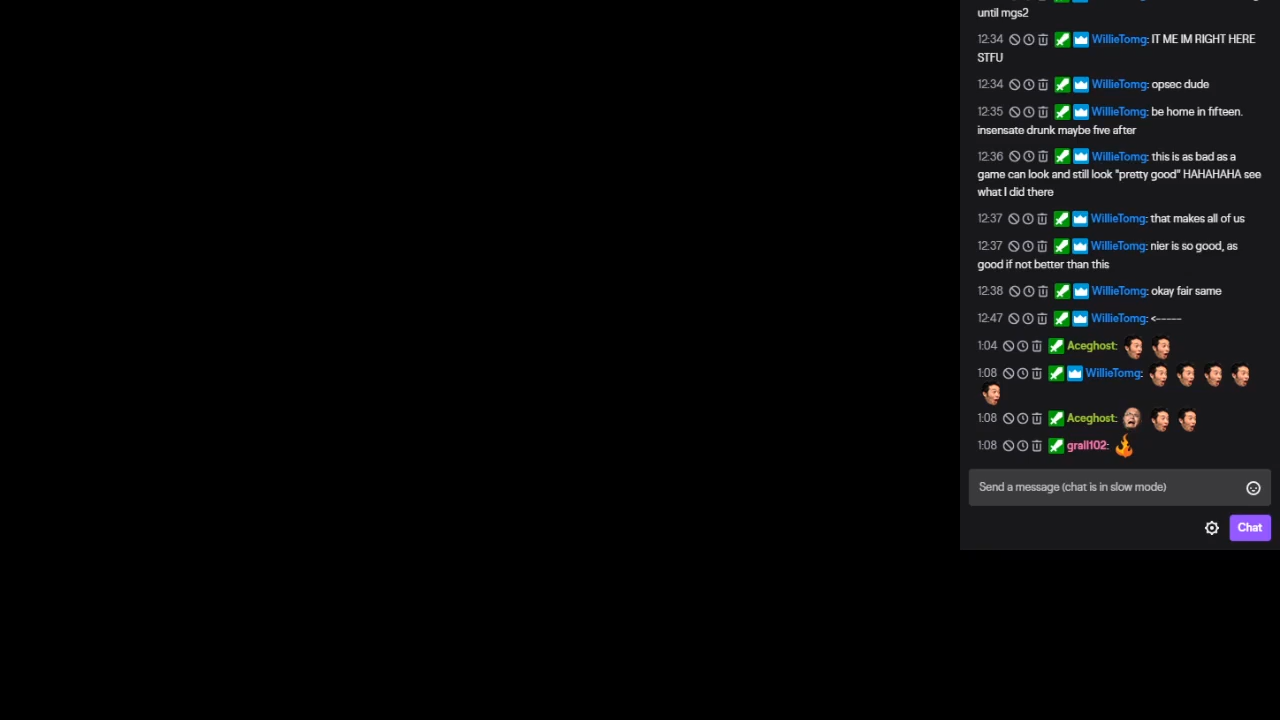 until mgs2
12:34 WillieTomg: IT ME IM RIGHT HERE
STFU
12:34 WillieTomg: opsec dude
12:35 WillieTomg: be home in fifteen.
insensate drunk maybe five after
12:36 WillieTomg: this is as bad as a
game can look and still look "pretty good" HAHAHAHA see
what I did there
12:37 WillieTomg: that makes all of us
12:37 WillieTomg: nier is so good, as
good if not better than this
12:38 WillieTomg: okay fair same
12:47 WillieTomg: <-----
1:04 Aceghost:
1:08 WillieTomg:
1:08 Aceghost:
1:08 grall102:
Send a message (chat is in slow mode)
Chat